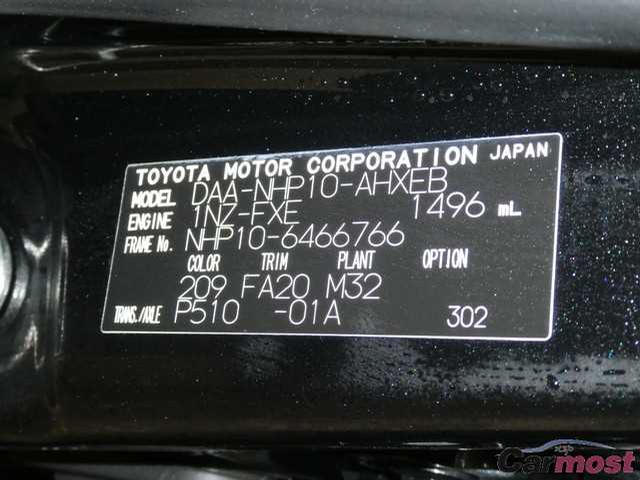 TOYOTA MOTOR CORPORATION JAPAN
MODEL DAA-NHP10-AHXEB
ENGINE 1NZ-FXE 1496 mL
FRAME No. NHP10-6466766
COLOR TRIM PLANT OPTION
209 FA20 M32
TRANS./AXLE P510 -01A 302
Carmost